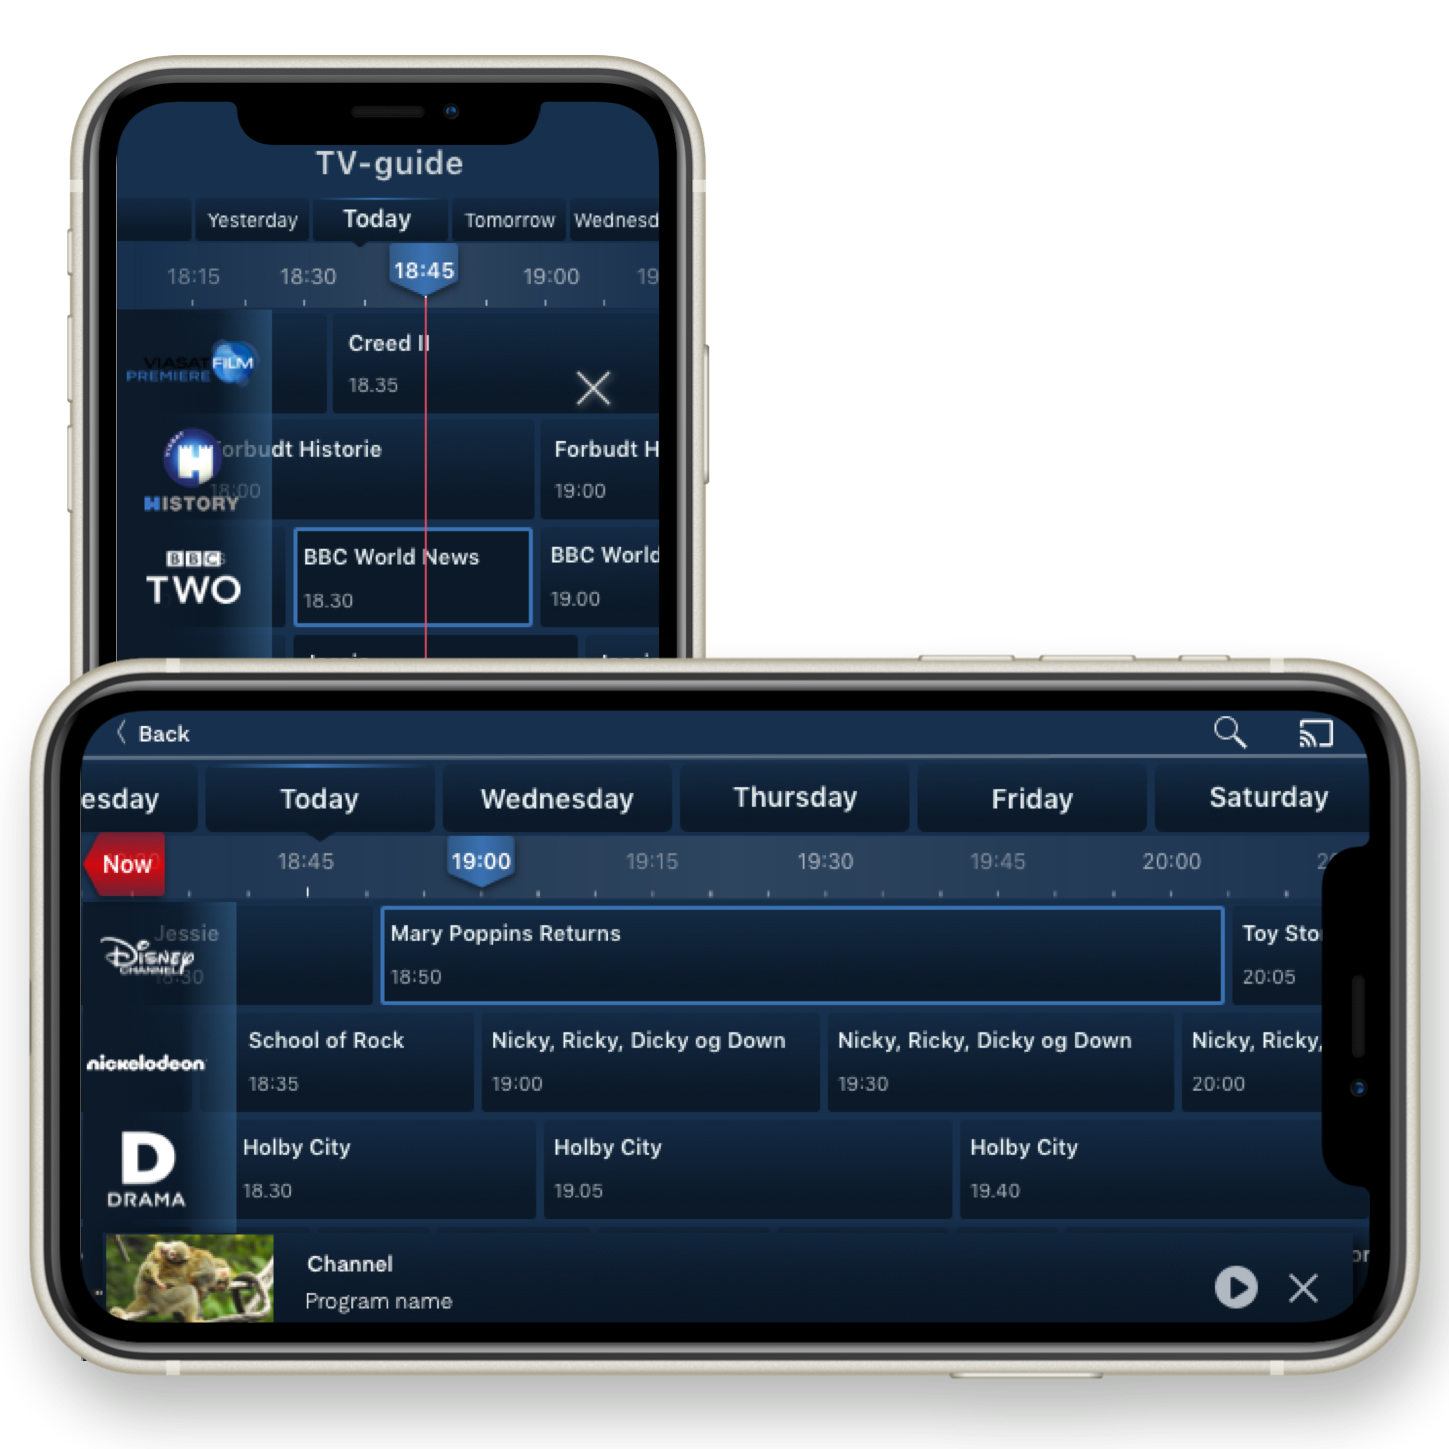 TV-guide
Yesterday Today Tomorrow Wednesd
18:15 18:30 18:45 19:00 19
VIASAT FILM
PREMIERE
Creed II
18.35
VIASAT
HISTORY
Forbudt Historie
18:00
Forbudt H
19:00
BBC
TWO
BBC World News
18.30
BBC World
19.00
Back
esday Today Wednesday Thursday Friday Saturday
Now 18:45 19:00 19:15 19:30 19:45 20:00 2
Disney
CHANNEL
Jessie
18:30
Mary Poppins Returns
18:50
Toy Sto
20:05
nickelodeon
School of Rock
18:35
Nicky, Ricky, Dicky og Down
19:00
Nicky, Ricky, Dicky og Down
19:30
Nicky, Ricky,
20:00
D
DRAMA
Holby City
18.30
Holby City
19.05
Holby City
19.40
Channel
Program name